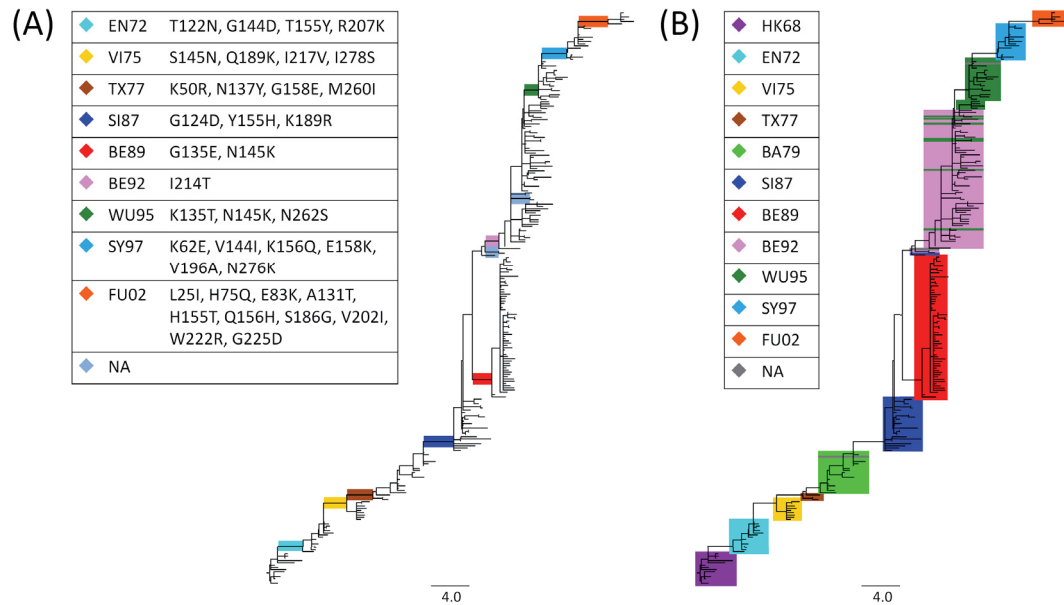 (A)
EN72 T122N, G144D, T155Y, R207K
VI75 S145N, Q189K, I217V, I278S
TX77 K50R, N137Y, G158E, M260I
SI87 G124D, Y155H, K189R
BE89 G135E, N145K
BE92 I214T
WU95 K135T, N145K, N262S
SY97 K62E, V144I, K156Q, E158K,
V196A, N276K
FU02 L25I, H75Q, E83K, A131T,
H155T, Q156H, S186G, V202I,
W222R, G225D
NA
4.0
(B)
HK68
EN72
VI75
TX77
BA79
SI87
BE89
BE92
WU95
SY97
FU02
NA
4.0